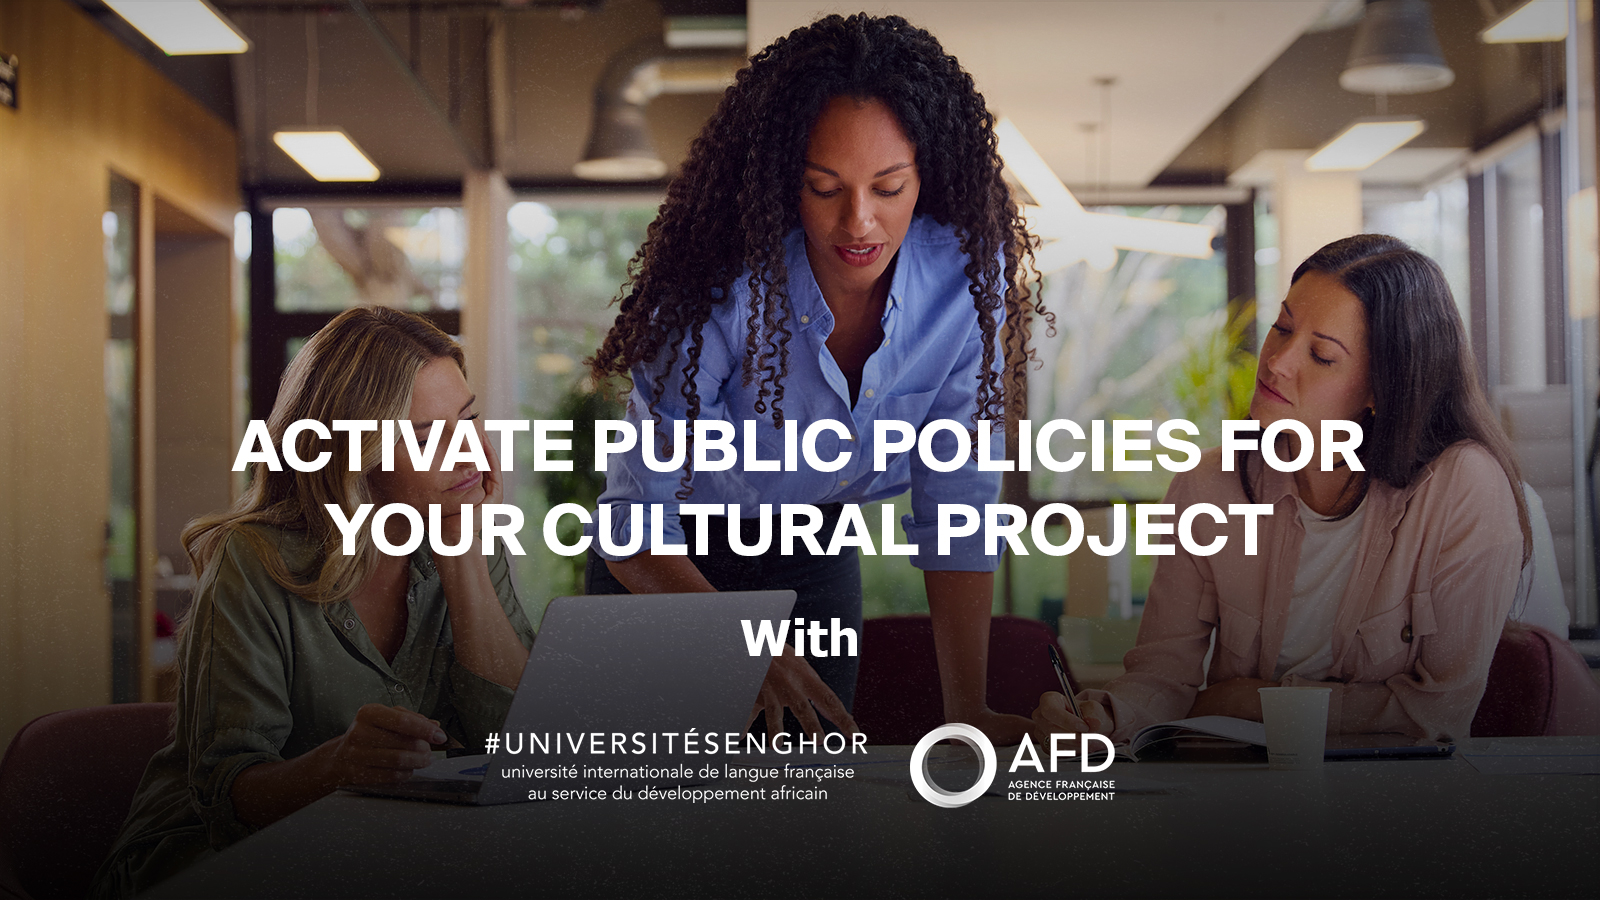 ACTIVATE PUBLIC POLICIES FOR
YOUR CULTURAL PROJECT
With
#UNIVERSITÉSENGHOR
université internationale de langue française
au service du développement africain
AFD
AGENCE FRANÇAISE
DE DÉVELOPPEMENT